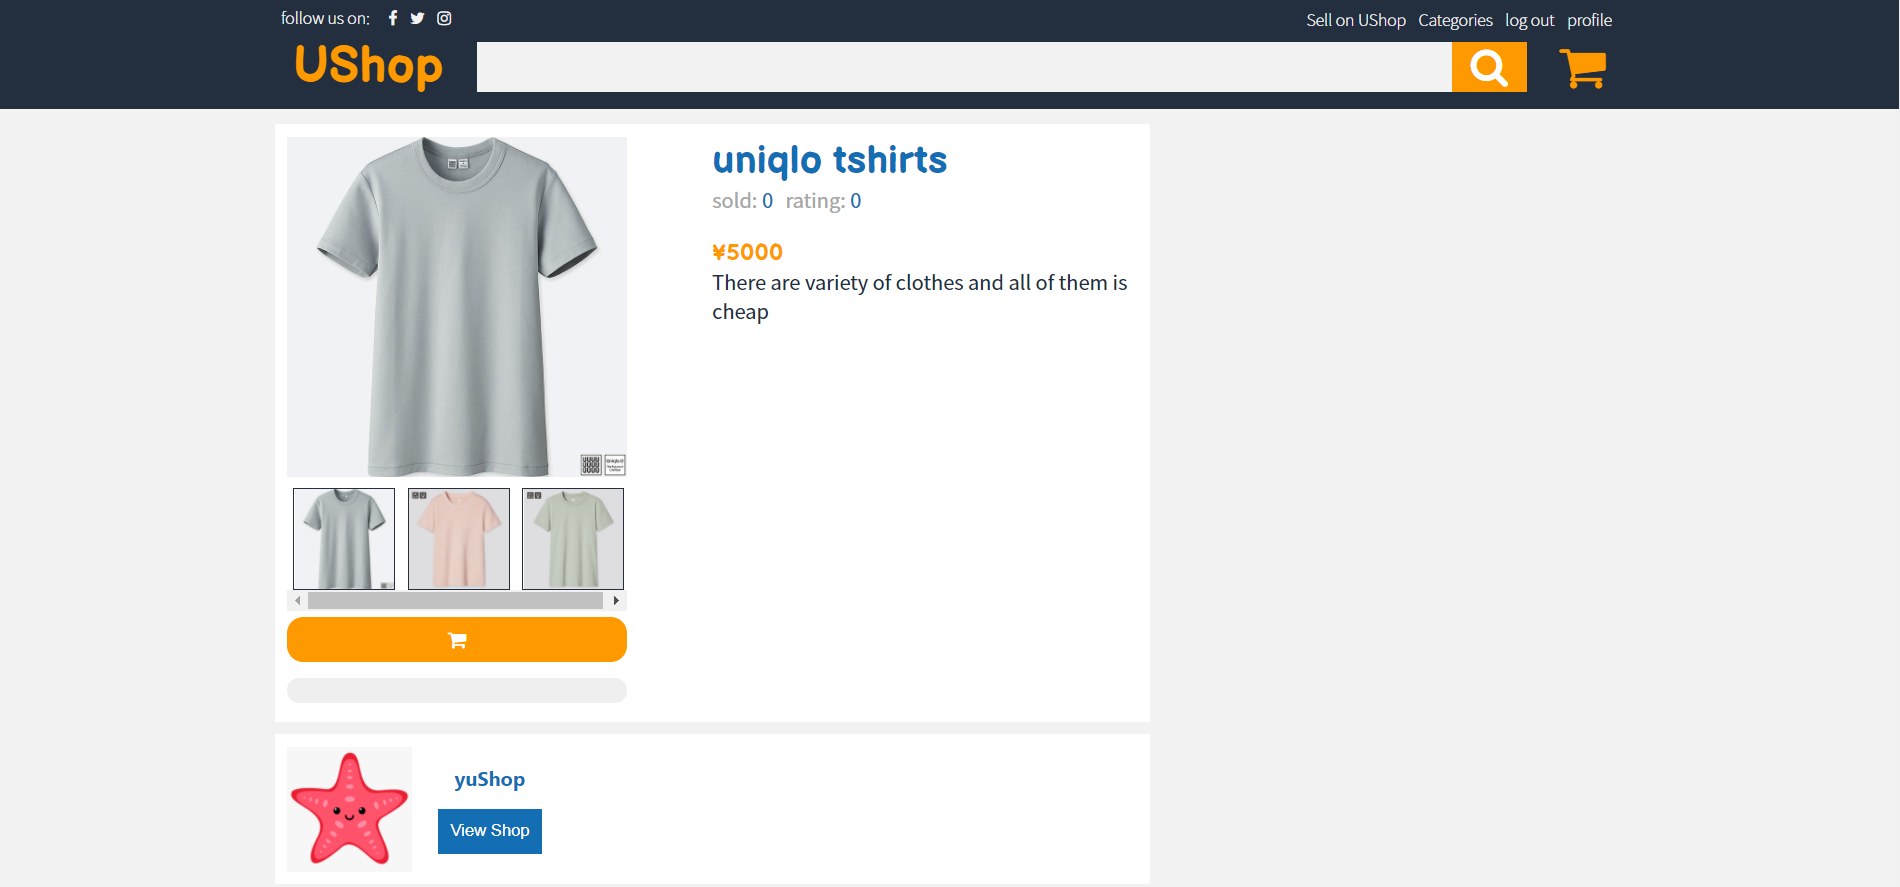 follow us on:
Sell on UShop Categories log out profile
UShop
uniqlo tshirts
sold: 0 rating: 0
¥5000
There are variety of clothes and all of them is
cheap
yuShop
View Shop